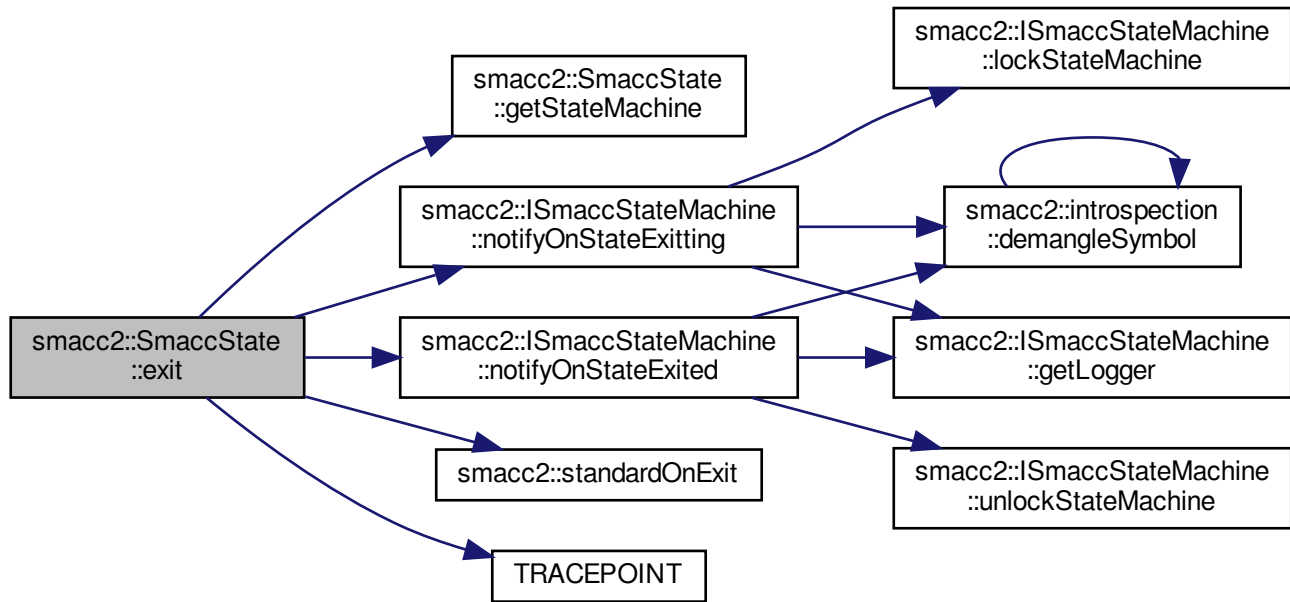 smacc2::SmaccState
::exit
smacc2::SmaccState
::getStateMachine
smacc2::ISmaccStateMachine
::notifyOnStateExitting
smacc2::ISmaccStateMachine
::notifyOnStateExited
smacc2::standardOnExit
TRACEPOINT
smacc2::ISmaccStateMachine
::lockStateMachine
smacc2::introspection
::demangleSymbol
smacc2::ISmaccStateMachine
::getLogger
smacc2::ISmaccStateMachine
::unlockStateMachine